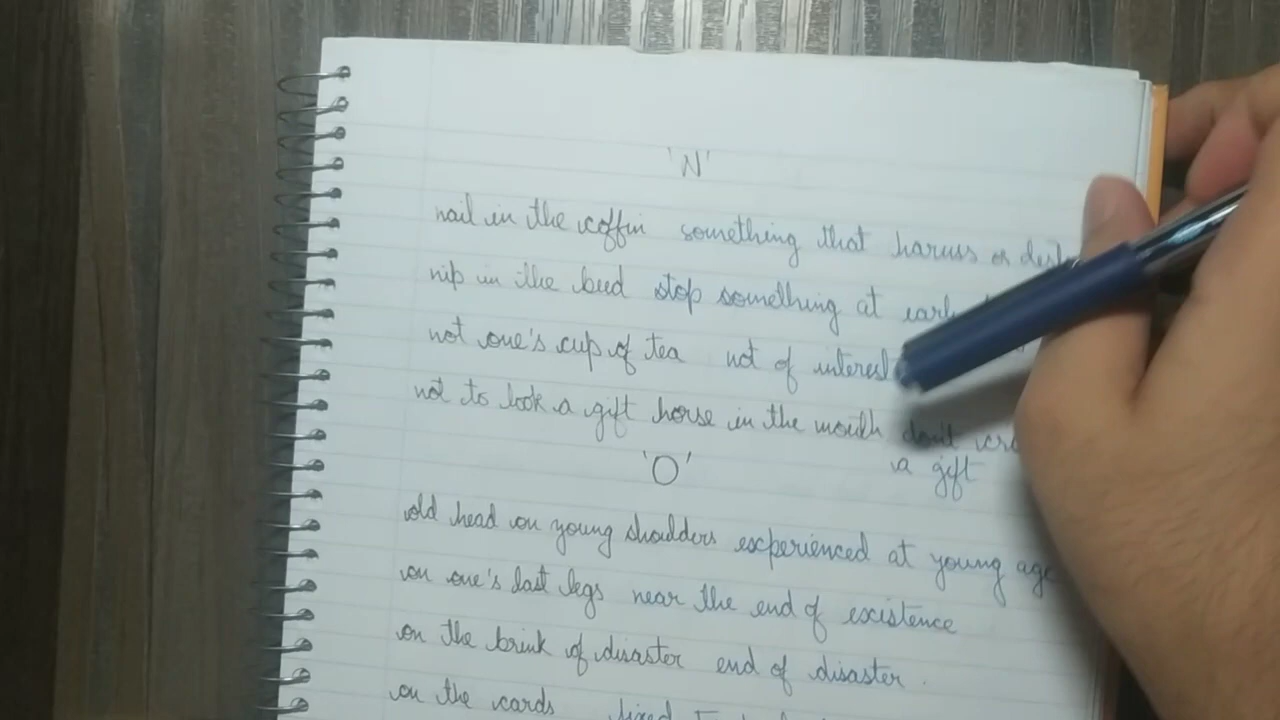 'N'
nail in the coffin something that harms or
nip in the bud stop something at
not one's cup of tea not of interest
not to look a gift horse in the mouth don't
a gift
'O'
old head on young shoulders experienced at young age
on one's last legs near the end of existence
on the brink of disaster end of disaster.
on the cards